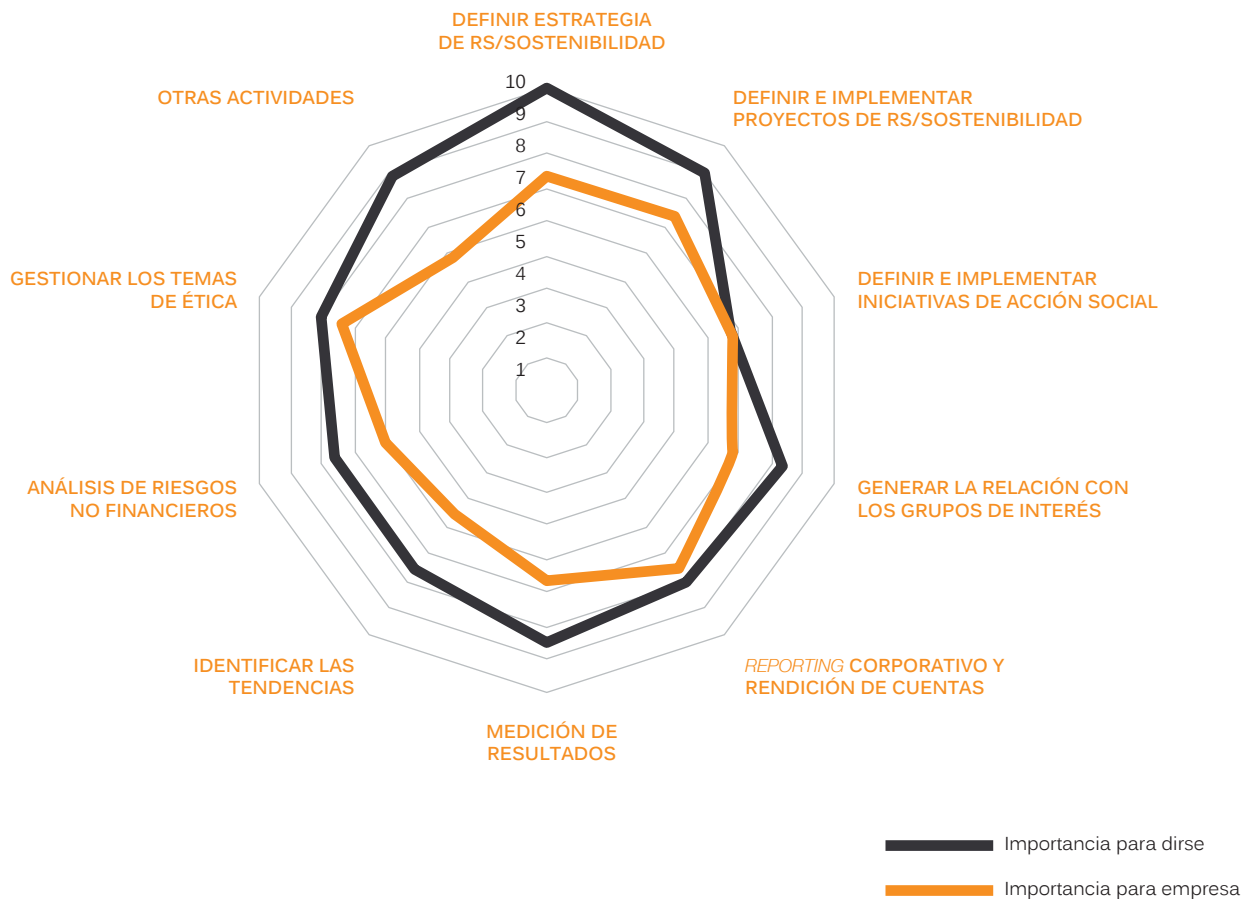 DEFINIR ESTRATEGIA
DE RS/SOSTENIBILIDAD
OTRAS ACTIVIDADES
DEFINIR E IMPLEMENTAR
PROYECTOS DE RS/SOSTENIBILIDAD
10
9
8
7
6
5
4
3
2
1
GESTIONAR LOS TEMAS
DE ÉTICA
DEFINIR E IMPLEMENTAR
INICIATIVAS DE ACCIÓN SOCIAL
ANÁLISIS DE RIESGOS
NO FINANCIEROS
GENERAR LA RELACIÓN CON
LOS GRUPOS DE INTERÉS
IDENTIFICAR LAS
TENDENCIAS
REPORTING CORPORATIVO Y
RENDICIÓN DE CUENTAS
MEDICIÓN DE
RESULTADOS
Importancia para dirse
Importancia para empresa